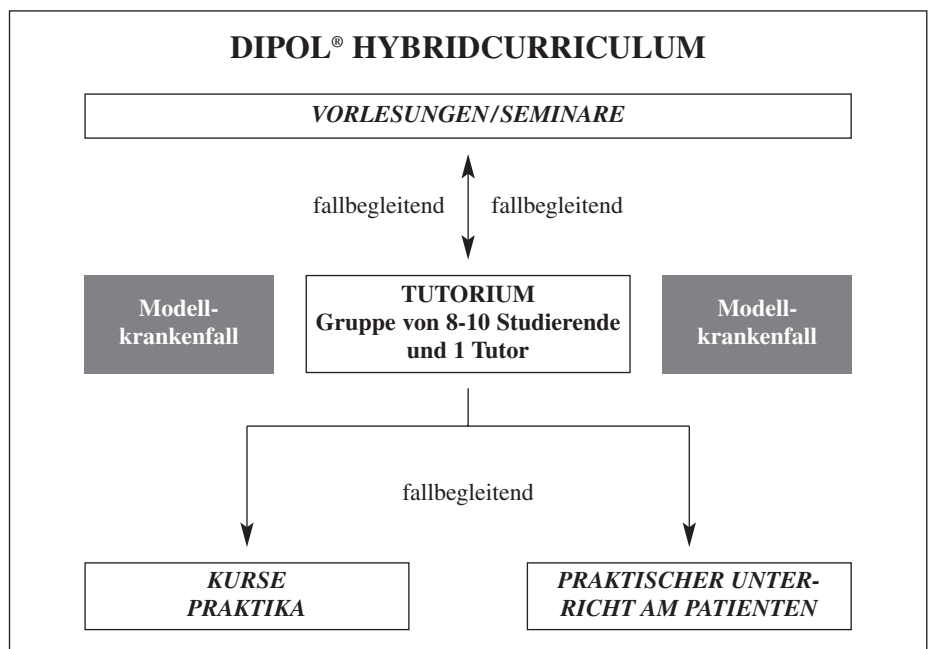 DIPOL® HYBRIDCURRICULUM
VORLESUNGEN/SEMINARE
fallbegleitend fallbegleitend
Modell-
krankenfall
TUTORIUM
Gruppe von 8-10 Studierende
und 1 Tutor
Modell-
krankenfall
fallbegleitend
KURSE
PRAKTIKA
PRAKTISCHER UNTER-
RICHT AM PATIENTEN